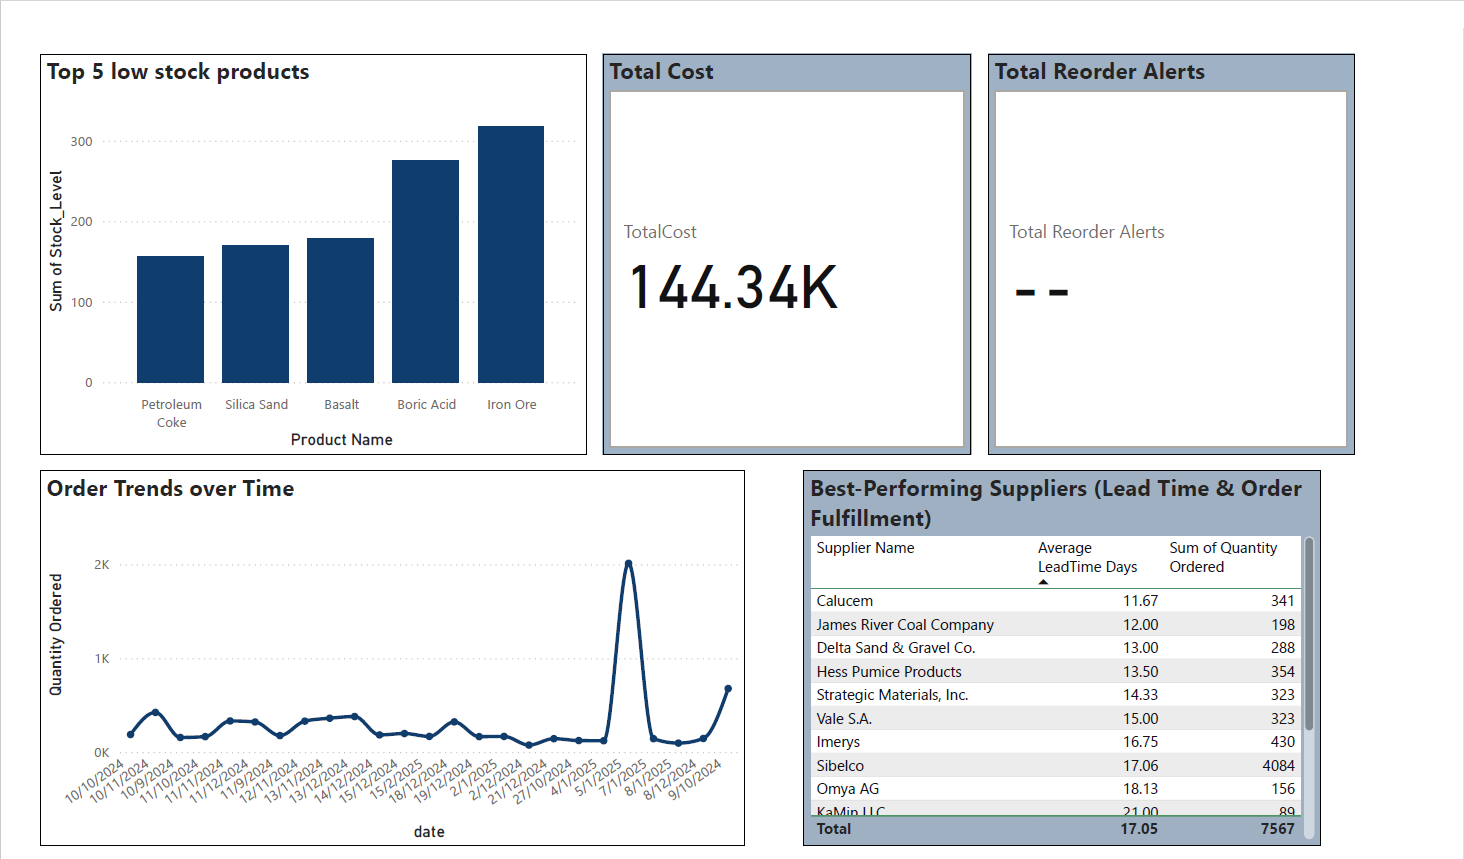 Top 5 low stock products
Sum of Stock_Level
300
200
100
0
Petroleum
Coke
Silica Sand
Basalt
Boric Acid
Iron Ore
Product Name
Total Cost
TotalCost
144.34K
Total Reorder Alerts
Total Reorder Alerts
--
Order Trends over Time
Quantity Ordered
2K
1K
0K
10/10/2024
10/11/2024
10/9/2024
11/10/2024
11/11/2024
11/12/2024
11/9/2024
12/11/2024
13/11/2024
13/12/2024
14/12/2024
15/12/2024
15/2/2025
18/12/2024
19/12/2024
2/1/2025
2/12/2024
21/12/2024
27/10/2024
4/1/2025
5/1/2025
7/1/2025
8/1/2025
8/12/2024
9/10/2024
date
Best-Performing Suppliers (Lead Time & Order
Fulfillment)
Supplier Name Average LeadTime Days Sum of Quantity Ordered
Calucem 11.67 341
James River Coal Company 12.00 198
Delta Sand & Gravel Co. 13.00 288
Hess Pumice Products 13.50 354
Strategic Materials, Inc. 14.33 323
Vale S.A. 15.00 323
Imerys 16.75 430
Sibelco 17.06 4084
Omya AG 18.13 156
KaMin LLC 21.00 89
Total 17.05 7567